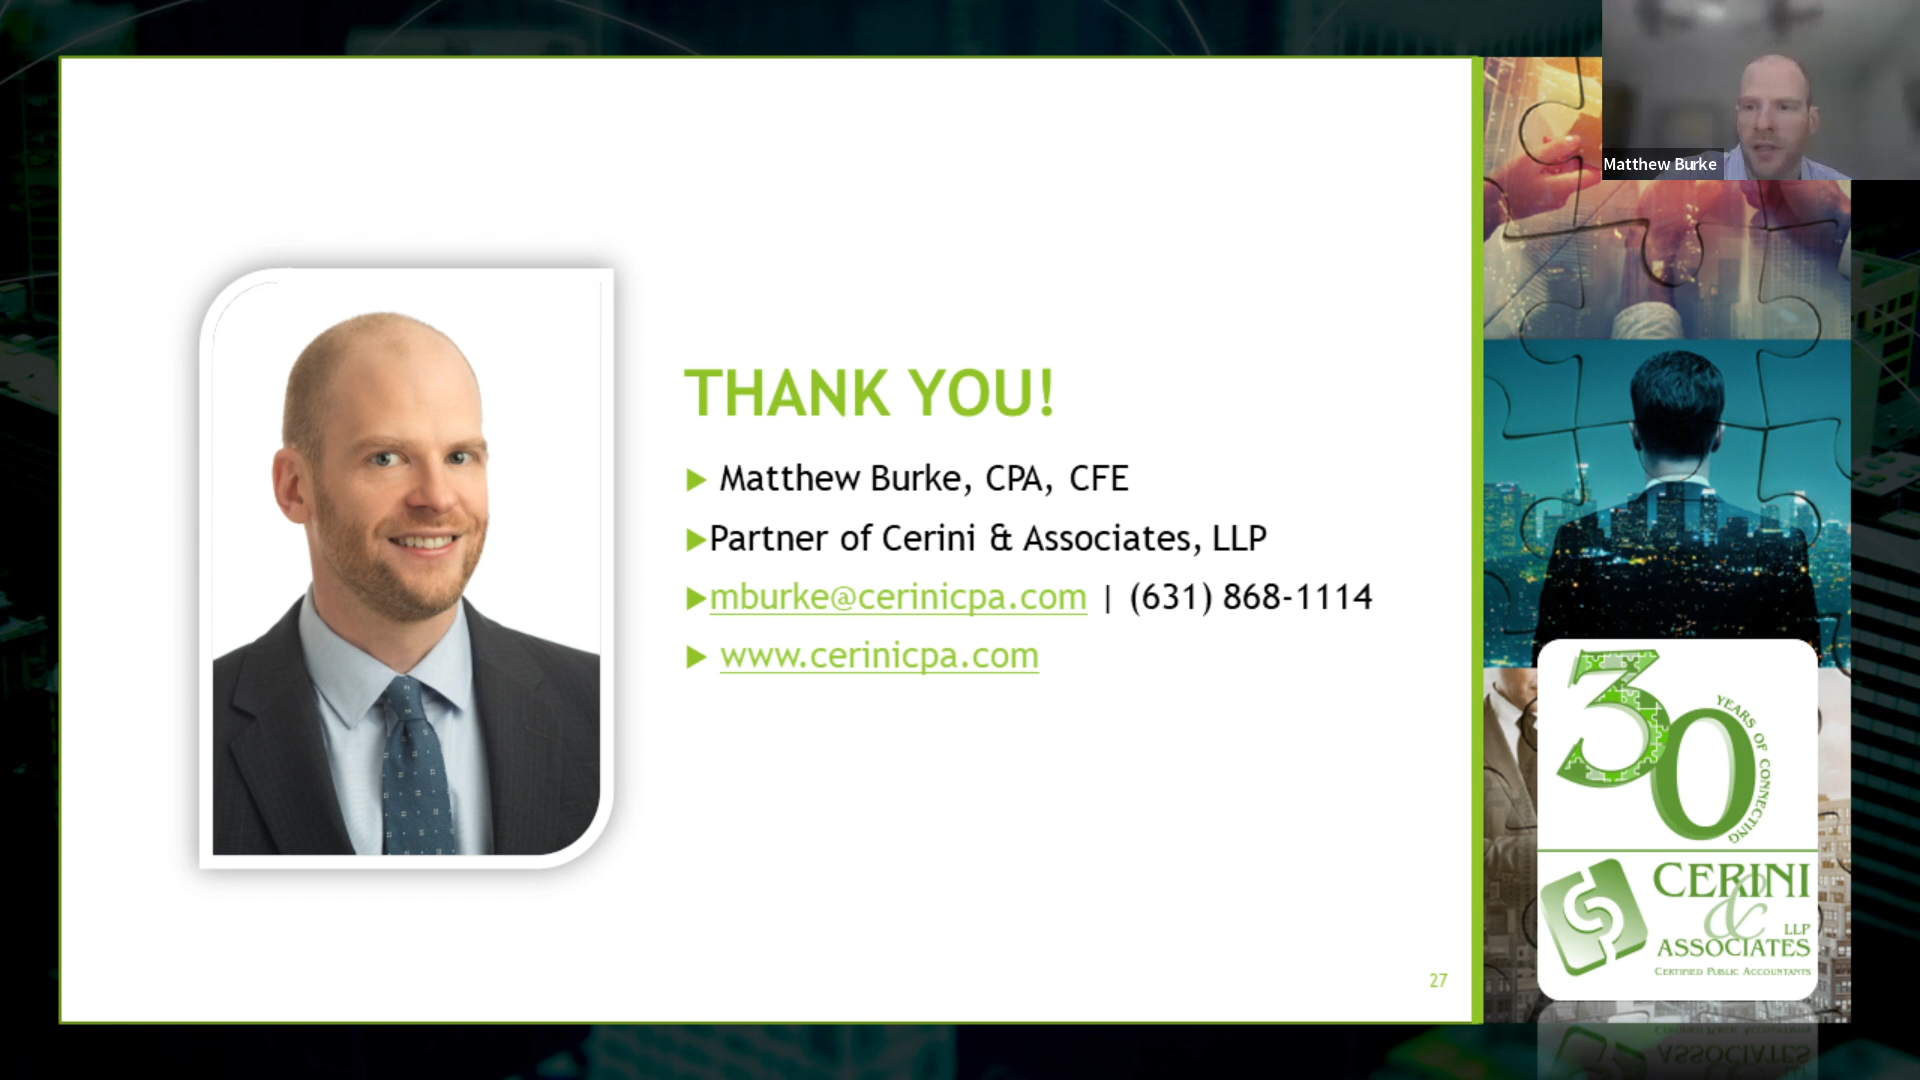 Matthew Burke
THANK YOU!
Matthew Burke, CPA, CFE
Partner of Cerini & Associates, LLP
mburke@cerinicpa.com | (631) 868-1114
www.cerinicpa.com
30
YEARS OF CONNECTING
CERINI
&
LLP
ASSOCIATES
CERTIFIED PUBLIC ACCOUNTANTS
27